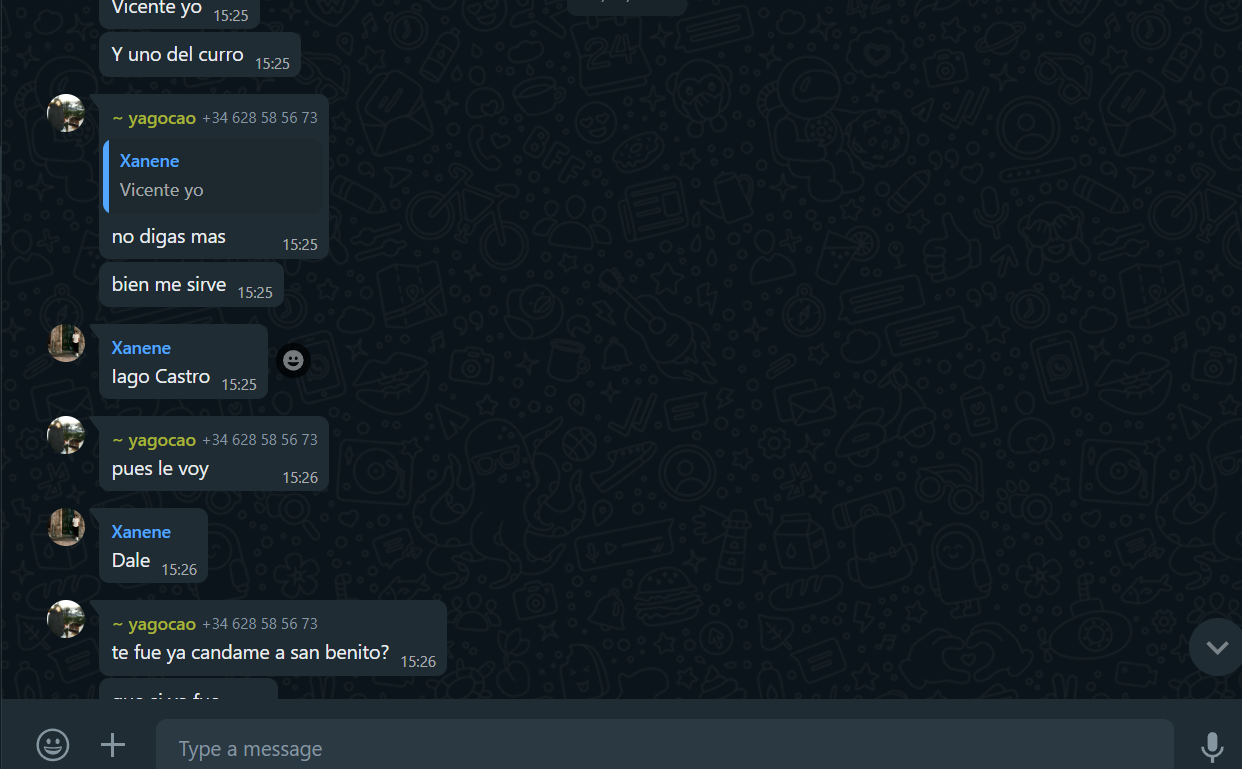 Vicente yo 15:25
Y uno del curro 15:25
~ yagocao +34 628 58 56 73
Xanene
Vicente yo
no digas mas 15:25
bien me sirve 15:25
Xanene
Iago Castro 15:25
~ yagocao +34 628 58 56 73
pues le voy 15:26
Xanene
Dale 15:26
~ yagocao +34 628 58 56 73
te fue ya candame a san benito? 15:26
Type a message